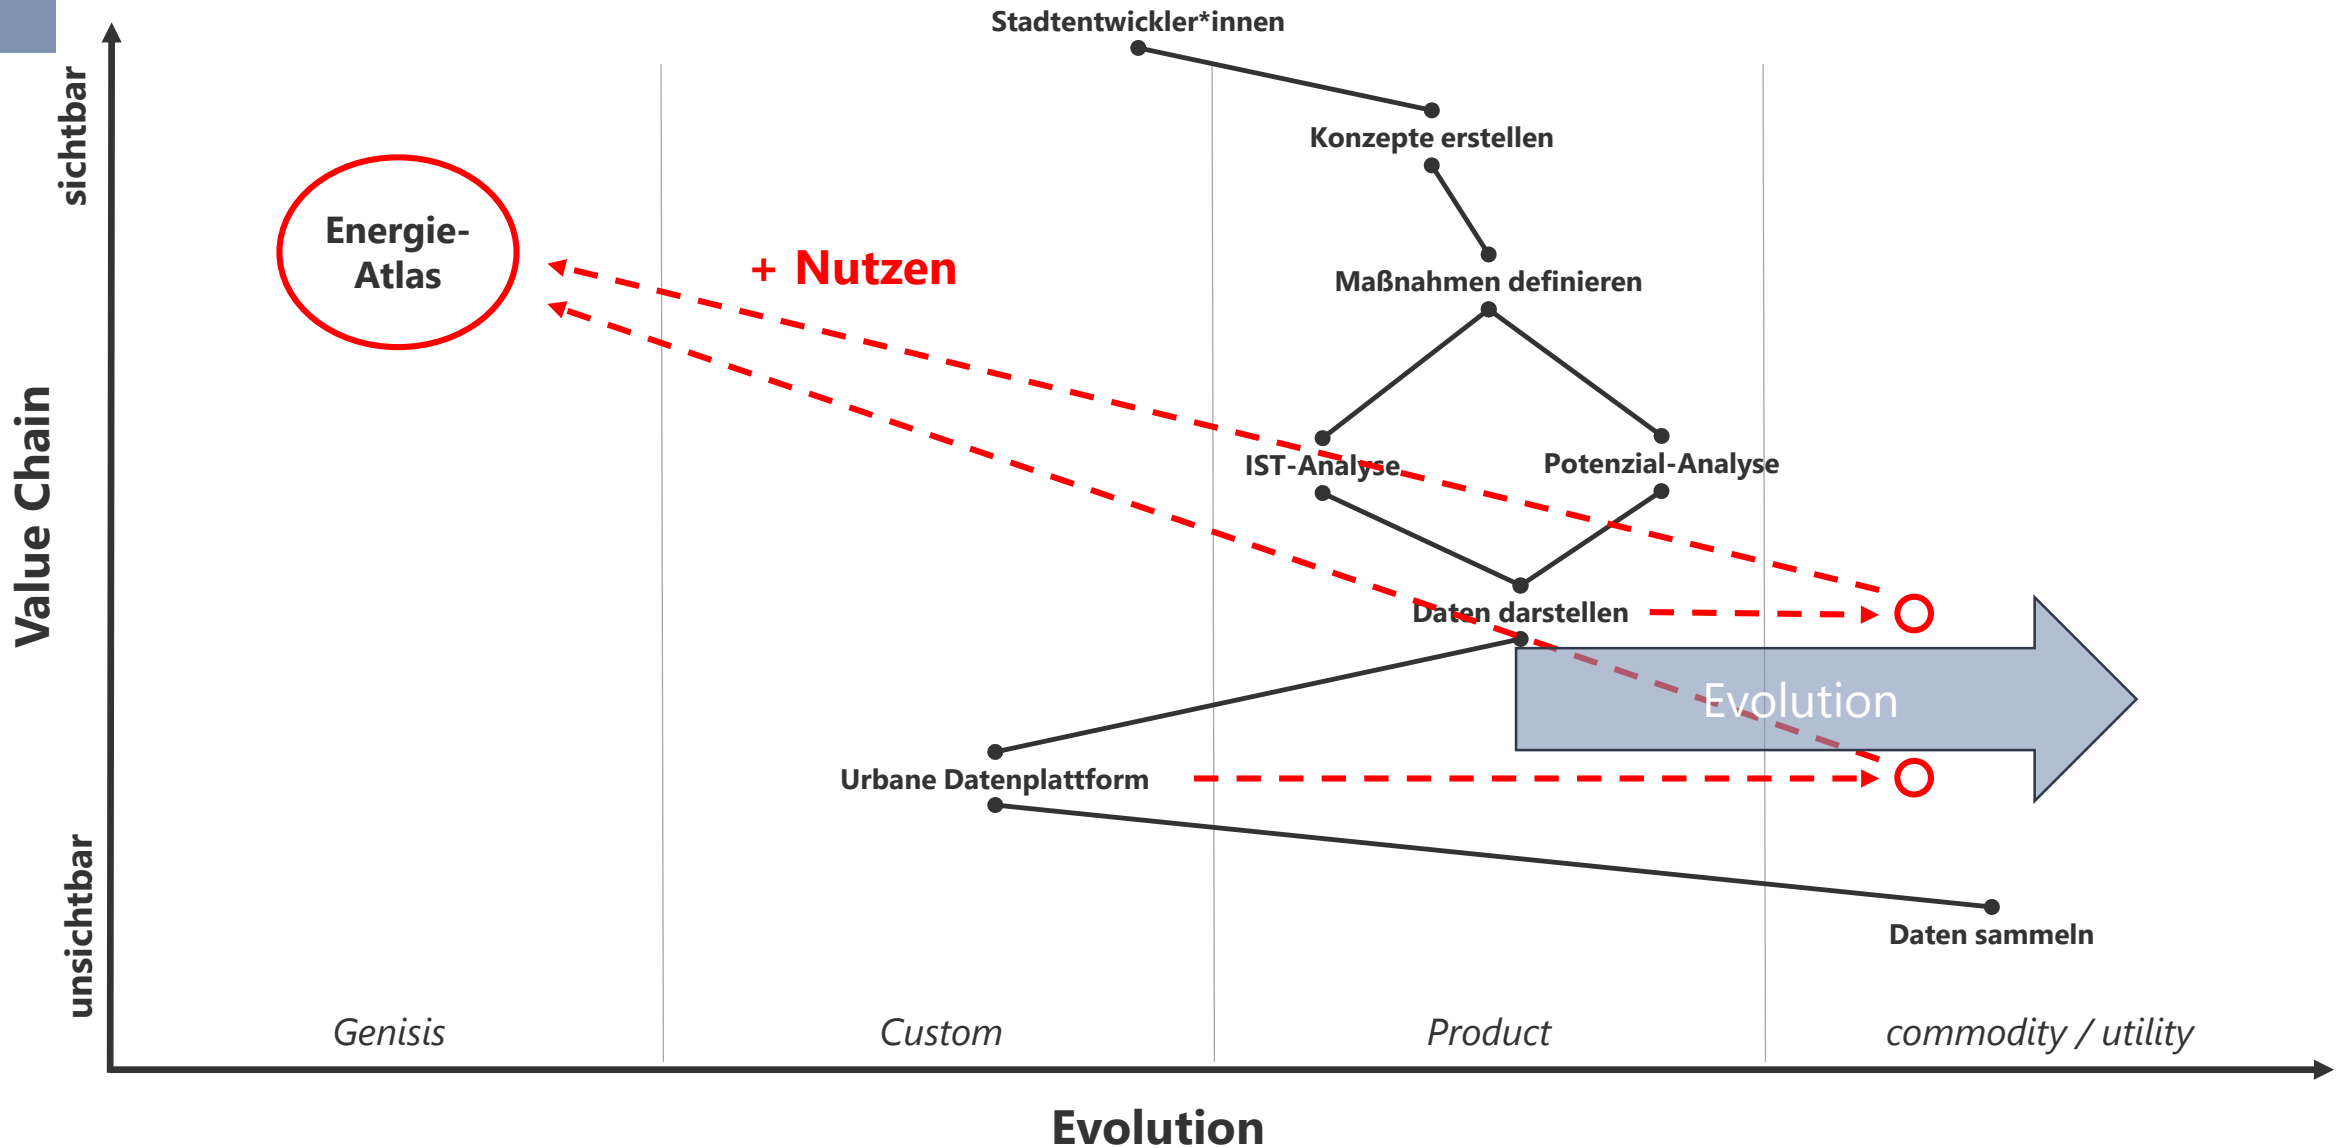 Stadtentwickler*innen
sichtbar
Konzepte erstellen
Energie-
Atlas
+ Nutzen
Maßnahmen definieren
Value Chain
IST-Analyse
Potenzial-Analyse
Daten darstellen
Evolution
Urbane Datenplattform
unsichtbar
Daten sammeln
Genisis
Custom
Product
commodity / utility
Evolution